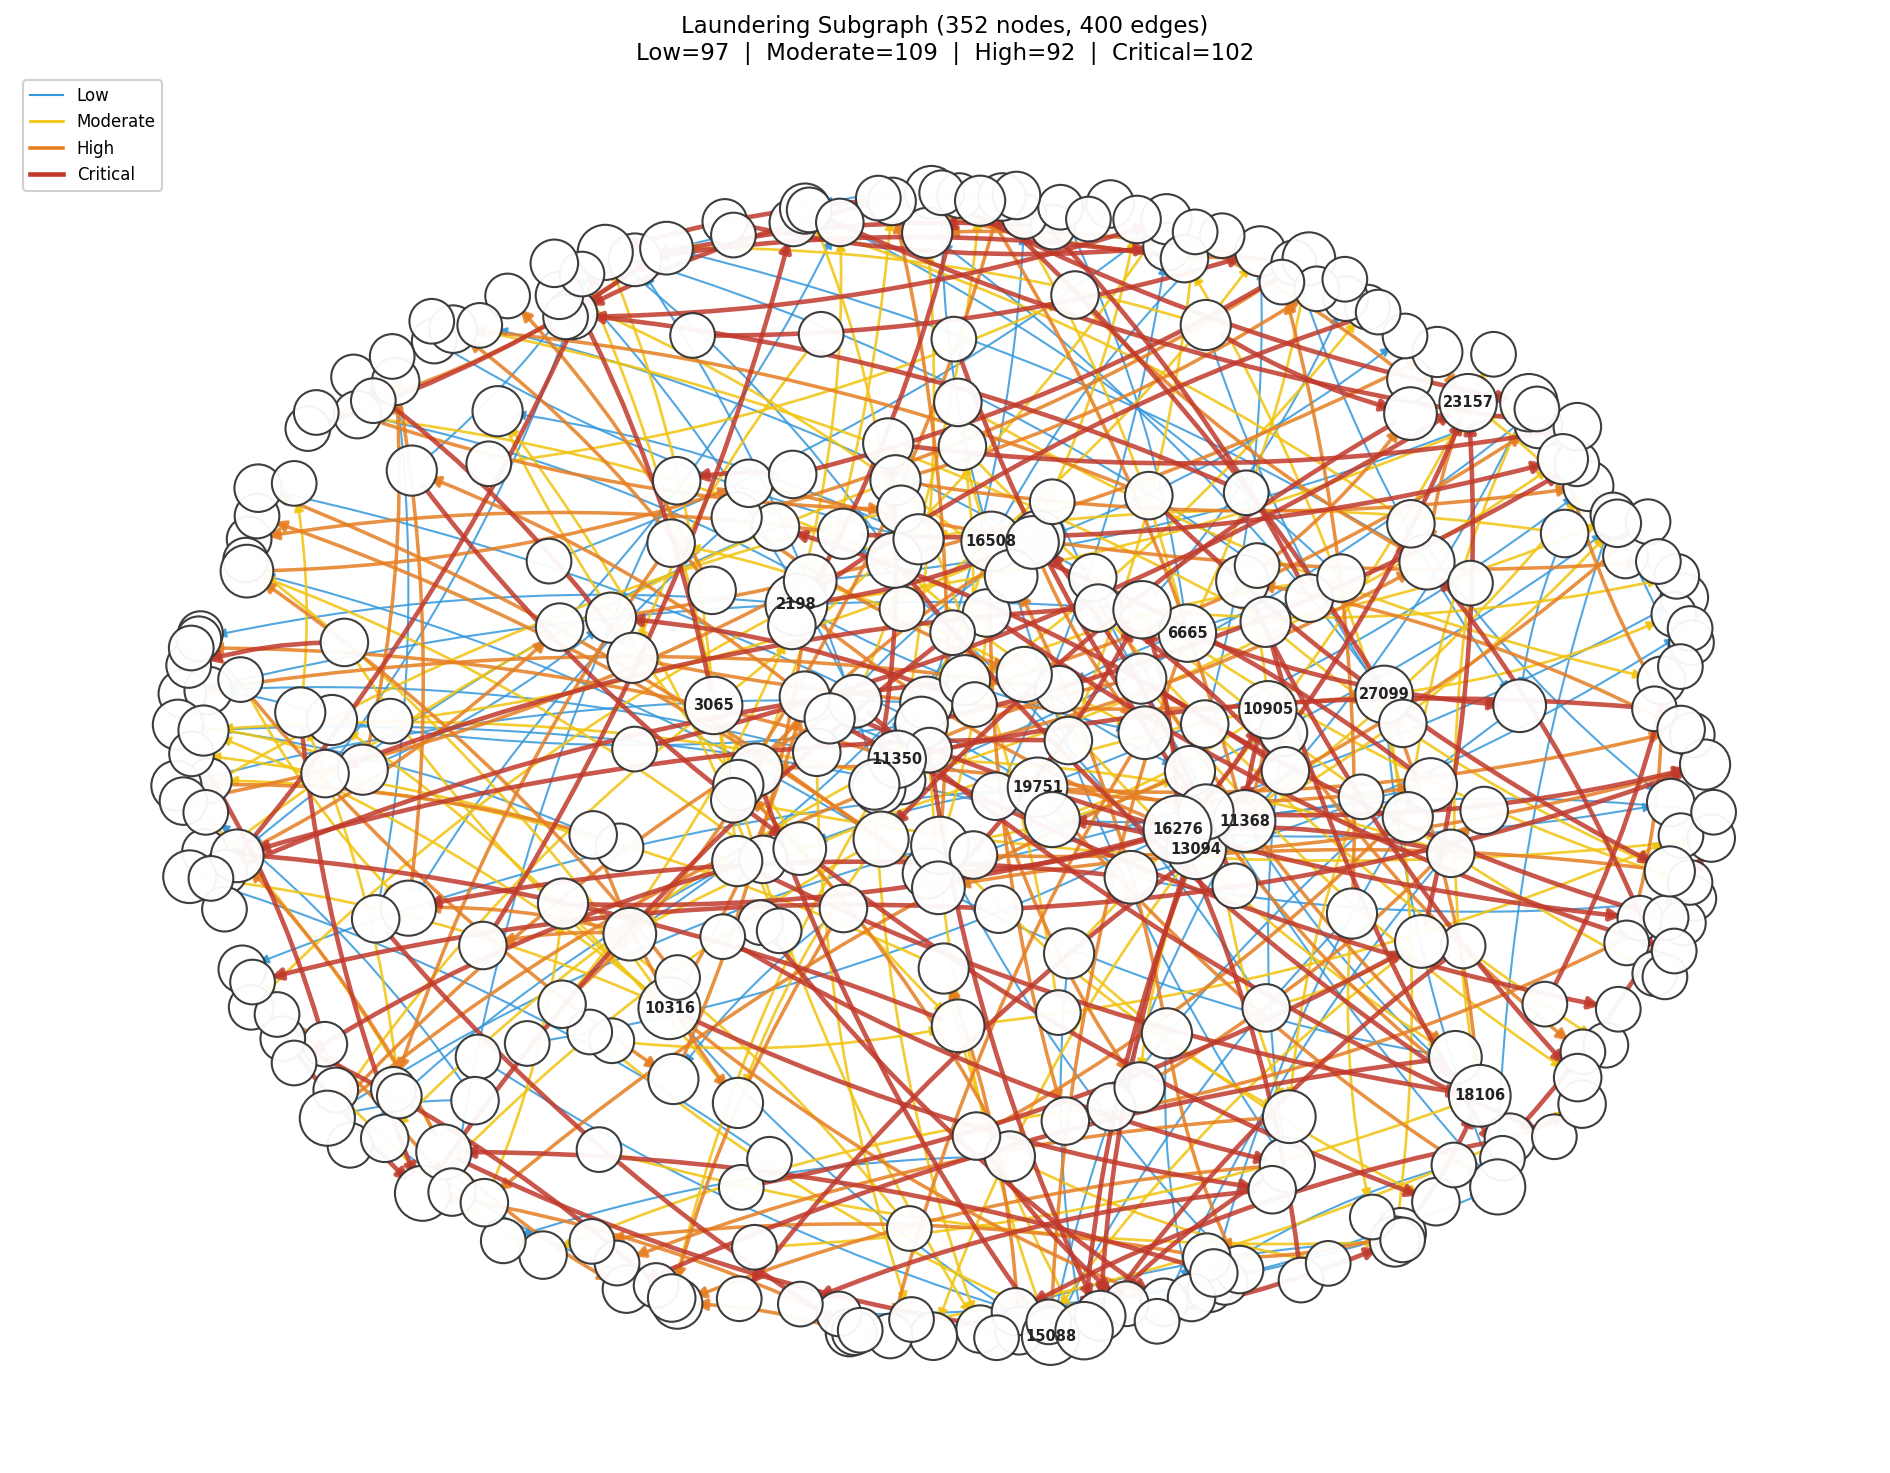 Laundering Subgraph (352 nodes, 400 edges)
Low=97 | Moderate=109 | High=92 | Critical=102
Low
Moderate
High
Critical
23157
16508
2198
6665
27099
3065
10905
11350
19751
11368
16276
13094
10316
18106
15088